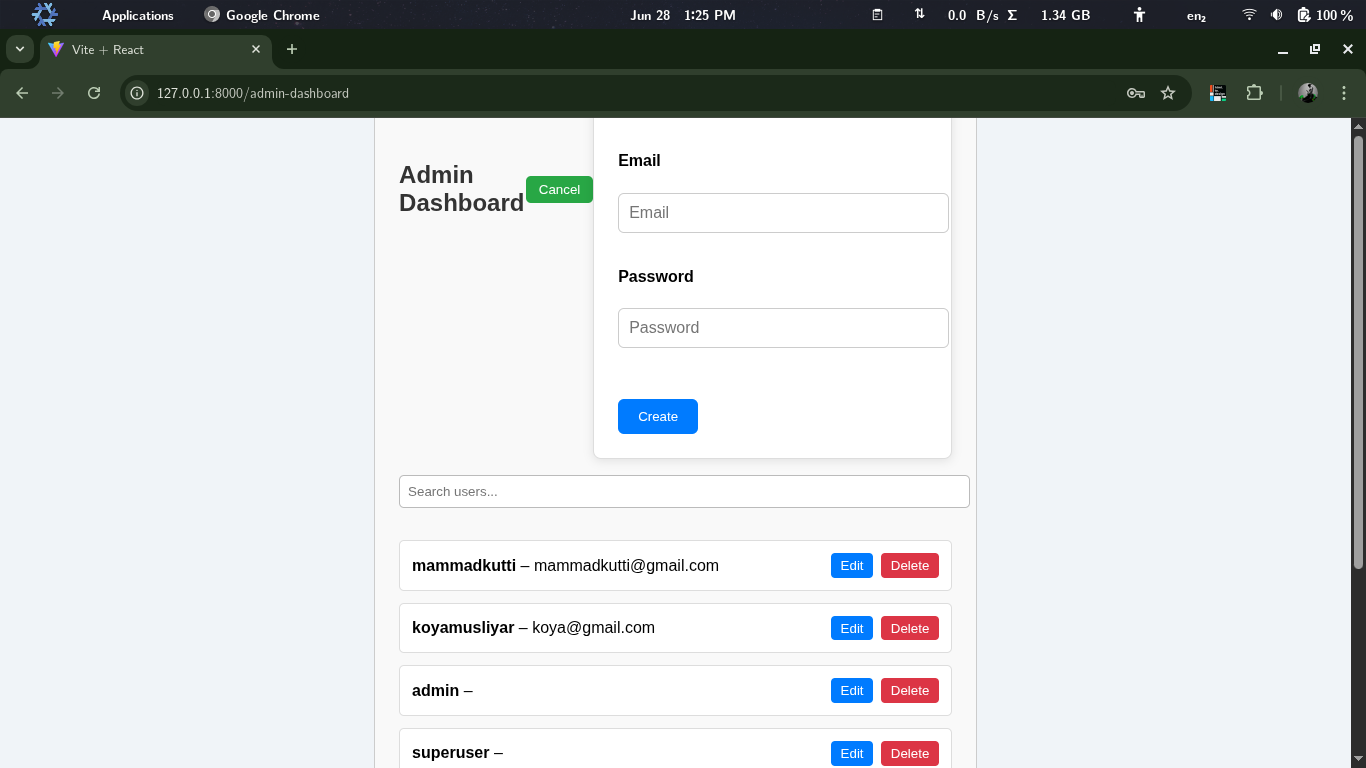 Applications
Google Chrome
Jun 28 1:25 PM
0.0 B/s Σ 1.34 GB
en₂
100 %
Vite + React
127.0.0.1:8000/admin-dashboard
Admin
Dashboard
Cancel
Email
Email
Password
Password
Create
Search users...
mammadkutti – mammadkutti@gmail.com
Edit
Delete
koyamusliyar – koya@gmail.com
Edit
Delete
admin –
Edit
Delete
superuser –
Edit
Delete